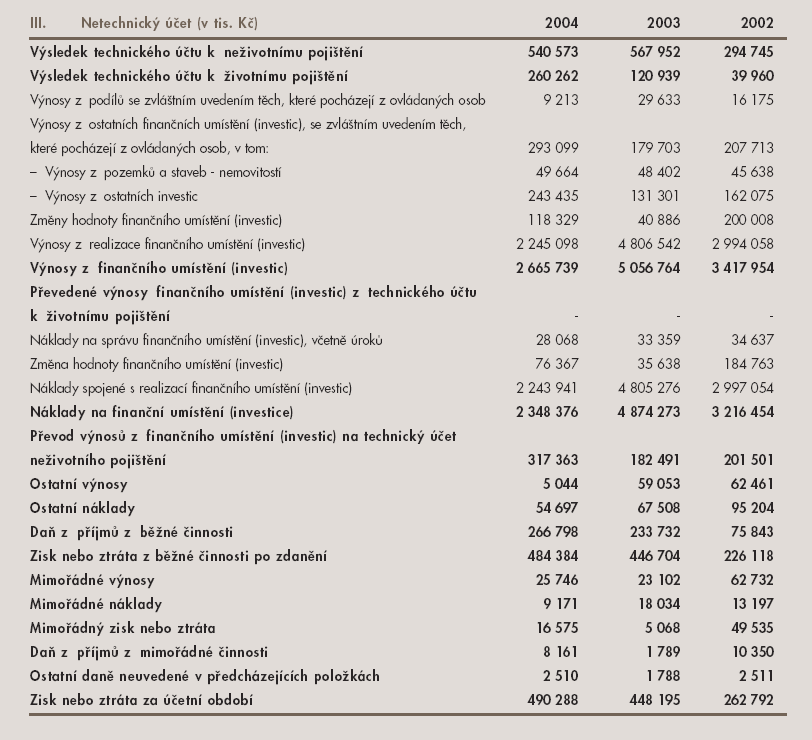 III. Netechnický účet (v tis. Kč) 2004 2003 2002
Výsledek technického účtu k neživotnímu pojištění 540 573 567 952 294 745
Výsledek technického účtu k životnímu pojištění 260 262 120 939 39 960
Výnosy z podílů se zvláštním uvedením těch, které pocházejí z ovládaných osob 9 213 29 633 16 175
Výnosy z ostatních finančních umístění (investic), se zvláštním uvedením těch,
které pocházejí z ovládaných osob, v tom: 293 099 179 703 207 713
– Výnosy z pozemků a staveb - nemovitostí 49 664 48 402 45 638
– Výnosy z ostatních investic 243 435 131 301 162 075
Změny hodnoty finančního umístění (investic) 118 329 40 886 200 008
Výnosy z realizace finančního umístění (investic) 2 245 098 4 806 542 2 994 058
Výnosy z finančního umístění (investic) 2 665 739 5 056 764 3 417 954
Převedené výnosy finančního umístění (investic) z technického účtu
k životnímu pojištění - - -
Náklady na správu finančního umístění (investic), včetně úroků 28 068 33 359 34 637
Změna hodnoty finančního umístění (investic) 76 367 35 638 184 763
Náklady spojené s realizací finančního umístění (investic) 2 243 941 4 805 276 2 997 054
Náklady na finanční umístění (investice) 2 348 376 4 874 273 3 216 454
Převod výnosů z finančního umístění (investic) na technický účet
neživotního pojištění 317 363 182 491 201 501
Ostatní výnosy 5 044 59 053 62 461
Ostatní náklady 54 697 67 508 95 204
Daň z příjmů z běžné činnosti 266 798 233 732 75 843
Zisk nebo ztráta z běžné činnosti po zdanění 484 384 446 704 226 118
Mimořádné výnosy 25 746 23 102 62 732
Mimořádné náklady 9 171 18 034 13 197
Mimořádný zisk nebo ztráta 16 575 5 068 49 535
Daň z příjmů z mimořádné činnosti 8 161 1 789 10 350
Ostatní daně neuvedené v předcházejících položkách 2 510 1 788 2 511
Zisk nebo ztráta za účetní období 490 288 448 195 262 792